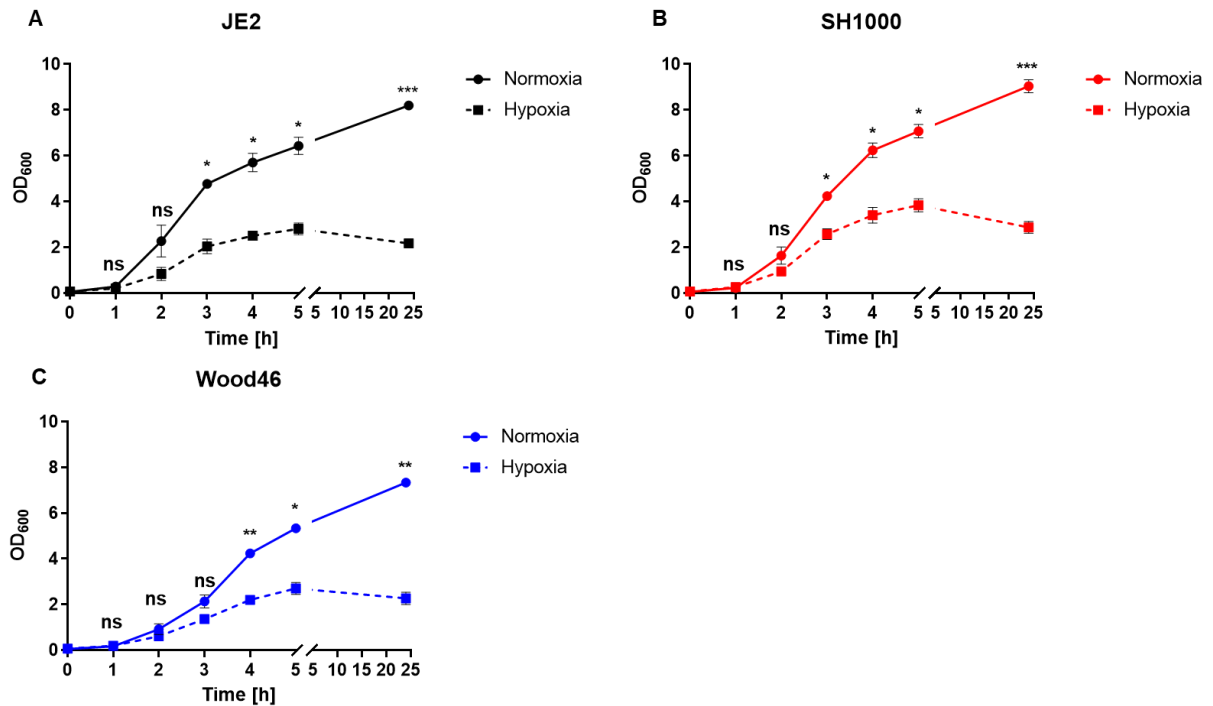 A
JE2
10
8
6
4
2
0
OD600
ns
ns
*
*
*
***
Normoxia
Hypoxia
0 1 2 3 4 5 5 10 15 20 25
Time [h]
B
SH1000
10
8
6
4
2
0
OD600
ns
ns
*
*
*
***
Normoxia
Hypoxia
0 1 2 3 4 5 5 10 15 20 25
Time [h]
C
Wood46
10
8
6
4
2
0
OD600
ns
ns
ns
**
*
**
Normoxia
Hypoxia
0 1 2 3 4 5 5 10 15 20 25
Time [h]